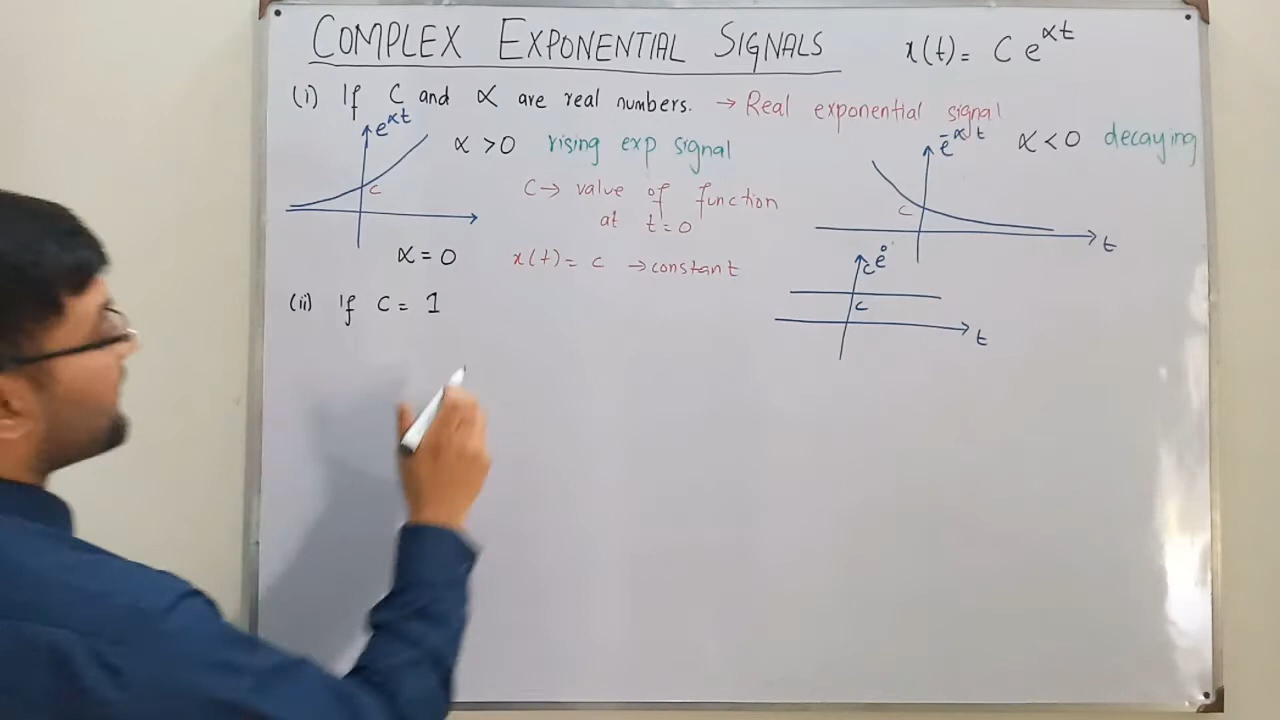 COMPLEX EXPONENTIAL SIGNALS x(t) = C e^{αt}
(i) If C and α are real numbers. → Real exponential signal
e^{αt}
α > 0 rising exp signal
C
C → value of function
at t = 0
e^{-αt} α < 0 decaying
C
t
α = 0 x(t) = c → constant
c e^0
C
t
(ii) If C = 1